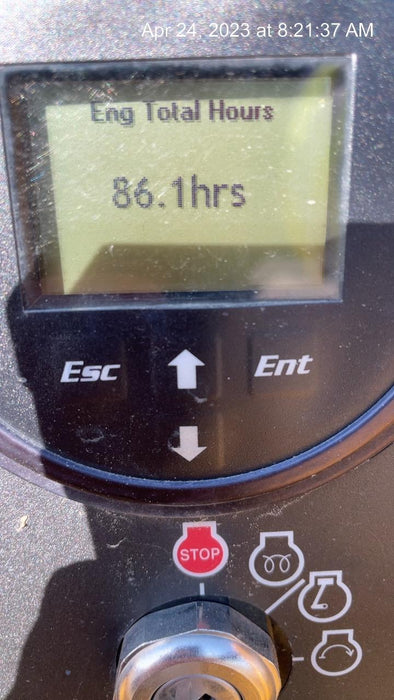 Apr 24, 2023 at 8:21:37 AM
Eng Total Hours
86.1hrs
Esc Ent
STOP